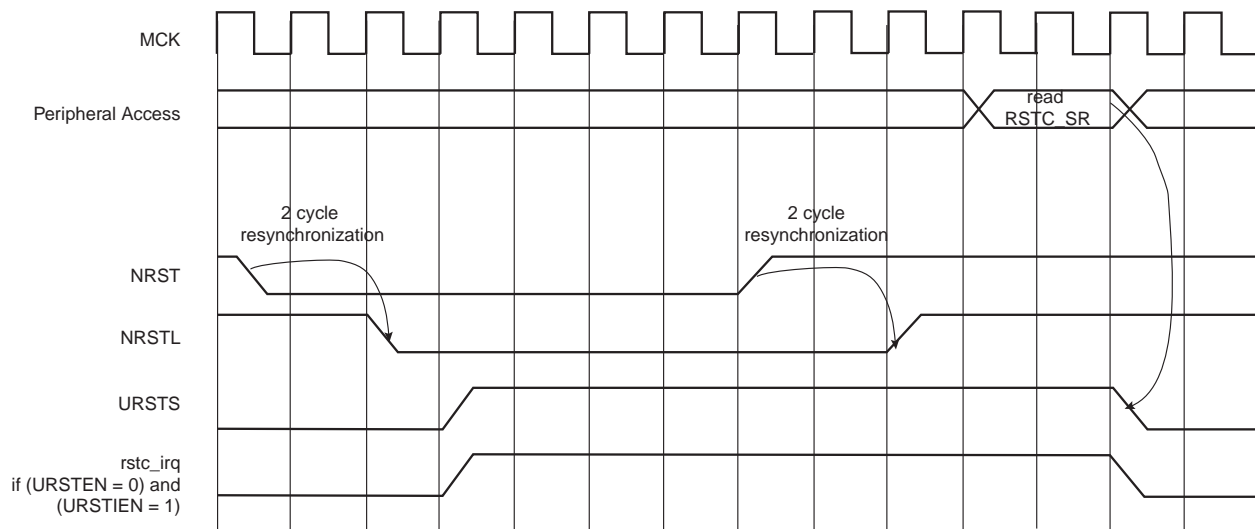 MCK
Peripheral Access
read
RSTC_SR
2 cycle
resynchronization
2 cycle
resynchronization
NRST
NRSTL
URSTS
rstc_irq
if (URSTEN = 0) and
(URSTIEN = 1)